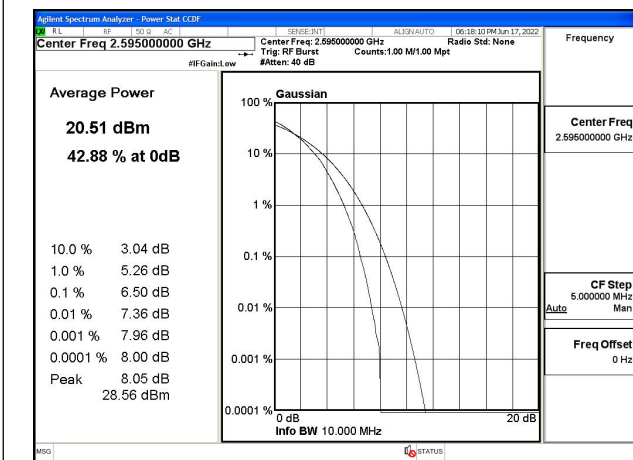 Agilent Spectrum Analyzer - Power Stat CCDF
RL RF 50 Ω AC SENSE:INT ALIGN AUTO 06:18:10 PM Jun 17, 2022
Center Freq 2.595000000 GHz
Center Freq: 2.595000000 GHz Radio Std: None
Trig: RF Burst Counts:1.00 M/1.00 Mpt
#IFGain:Low #Atten: 40 dB
Frequency
Average Power
20.51 dBm
42.88 % at 0dB
10.0 % 3.04 dB
1.0 % 5.26 dB
0.1 % 6.50 dB
0.01 % 7.36 dB
0.001 % 7.96 dB
0.0001 % 8.00 dB
Peak 8.05 dB
28.56 dBm
Gaussian
100 %
10 %
1 %
0.1 %
0.01 %
0.001 %
0.0001 %
0 dB 20 dB
Info BW 10.000 MHz
Center Freq
2.595000000 GHz
CF Step
5.000000 MHz
Auto Man
Freq Offset
0 Hz
MSG STATUS